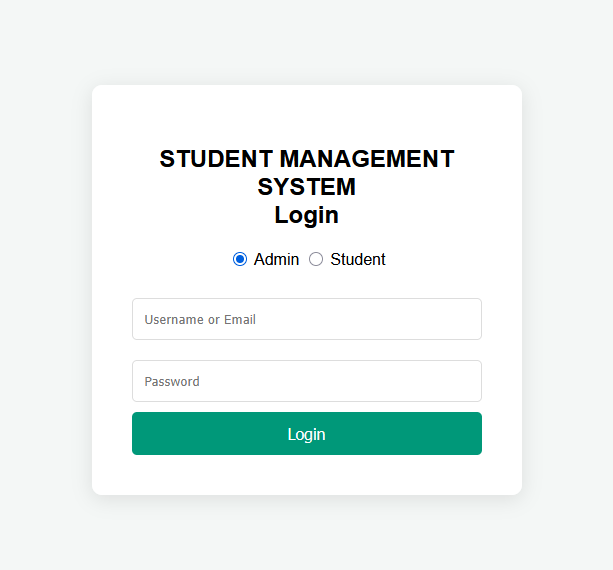 STUDENT MANAGEMENT
SYSTEM
Login
Admin Student
Username or Email
Password
Login